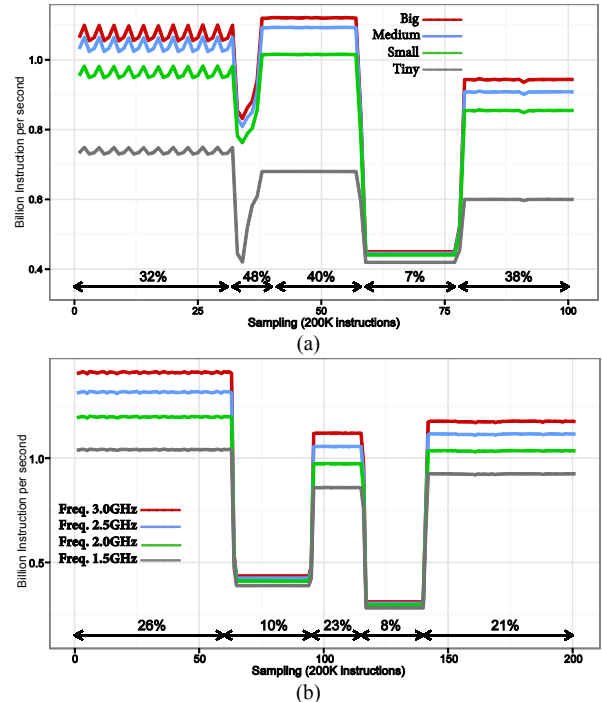 Big
Medium
Small
Tiny
Billion Instruction per second
1.0
0.8
0.6
0.4
32%
48%
40%
7%
38%
0
25
50
75
100
Sampling (200K instructions)
(a)
Billion Instruction per second
1.0
0.5
Freq. 3.0GHz
Freq. 2.5GHz
Freq. 2.0GHz
Freq. 1.5GHz
26%
10%
23%
8%
21%
0
50
100
150
200
Sampling (200K instructions)
(b)